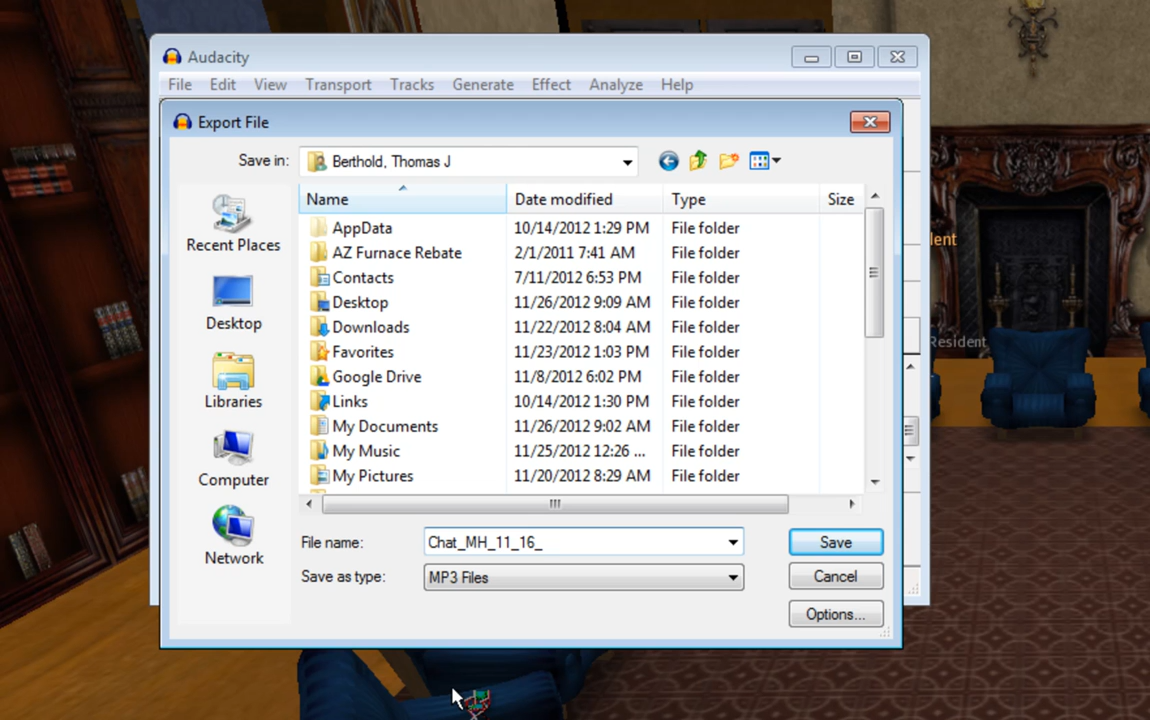 Audacity
File Edit View Transport Tracks Generate Effect Analyze Help
Export File
Save in: Berthold, Thomas J
Name Date modified Type Size
AppData 10/14/2012 1:29 PM File folder
AZ Furnace Rebate 2/1/2011 7:41 AM File folder
Contacts 7/11/2012 6:53 PM File folder
Desktop 11/26/2012 9:09 AM File folder
Downloads 11/22/2012 8:04 AM File folder
Favorites 11/23/2012 1:03 PM File folder
Google Drive 11/8/2012 6:02 PM File folder
Links 10/14/2012 1:30 PM File folder
My Documents 11/26/2012 9:02 AM File folder
My Music 11/25/2012 12:26 ... File folder
My Pictures 11/20/2012 8:29 AM File folder
Recent Places
Desktop
Libraries
Computer
Network
File name: Chat_MH_11_16_ Save
Save as type: MP3 Files Cancel
Options...
lent
Resident